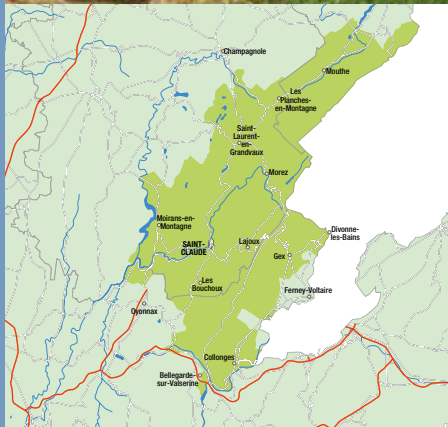 Champagnole
Mouthe
Les
Planches-
en-Montagne
Saint-
Laurent-
en-
Grandvaux
Morez
Moirans-en-
Montagne
SAINT-
CLAUDE
Lajoux
Divonne-
les-Bains
Gex
Les
Bouchoux
Ferney-Voltaire
Oyonnax
Collonges
Bellegarde-
sur-Valserine